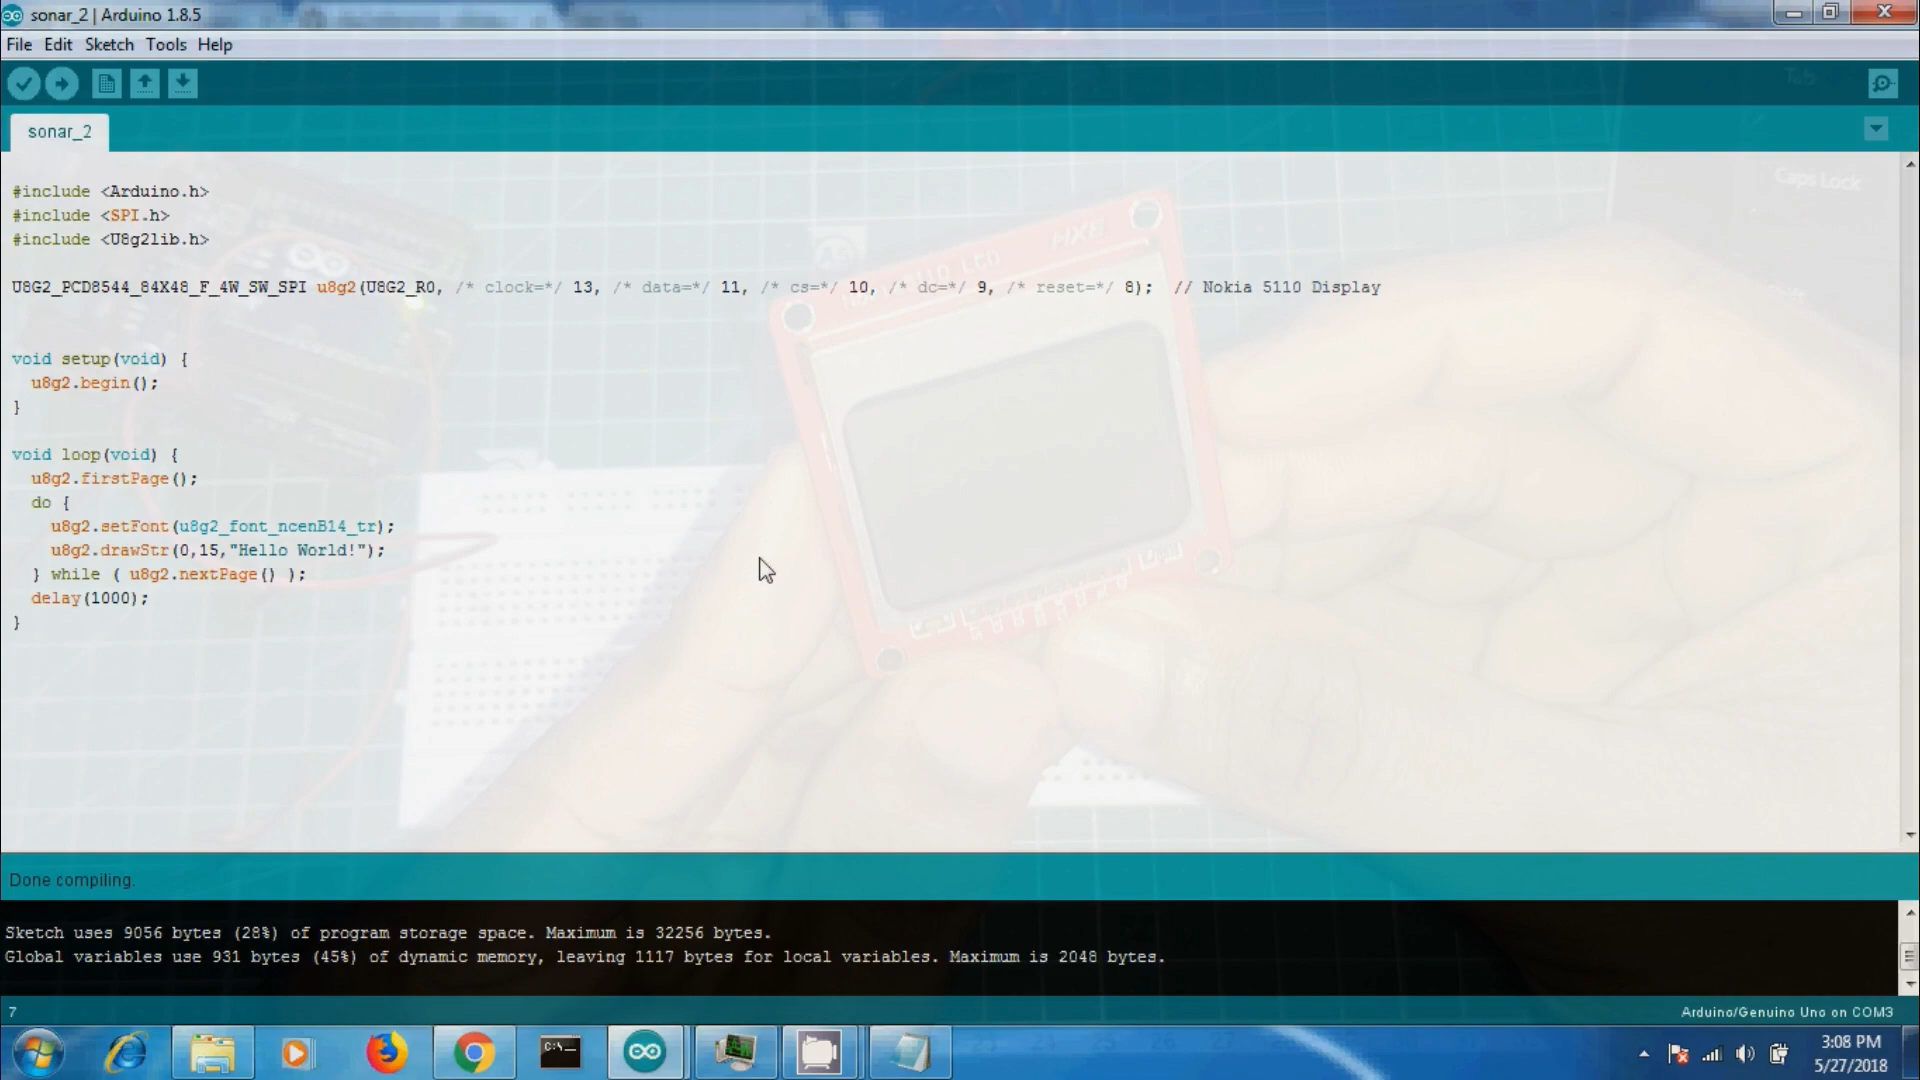 sonar_2 | Arduino 1.8.5
File Edit Sketch Tools Help
Tab
sonar_2
Caps Lock
#include <Arduino.h>
#include <SPI.h>
#include <U8g2lib.h>
U8G2_PCD8544_84X48_F_4W_SW_SPI u8g2(U8G2_R0, /* clock=*/ 13, /* data=*/ 11, /* cs=*/ 10, /* dc=*/ 9, /* reset=*/ 8);  // Nokia 5110 Display
void setup(void) {
  u8g2.begin();
}
void loop(void) {
  u8g2.firstPage();
  do {
    u8g2.setFont(u8g2_font_ncenB14_tr);
    u8g2.drawStr(0,15,"Hello World!");
  } while ( u8g2.nextPage() );
  delay(1000);
}
Done compiling.
Sketch uses 9056 bytes (28%) of program storage space. Maximum is 32256 bytes.
Global variables use 931 bytes (45%) of dynamic memory, leaving 1117 bytes for local variables. Maximum is 2048 bytes.
7
Arduino/Genuino Uno on COM3
C:\
3:08 PM
5/27/2018